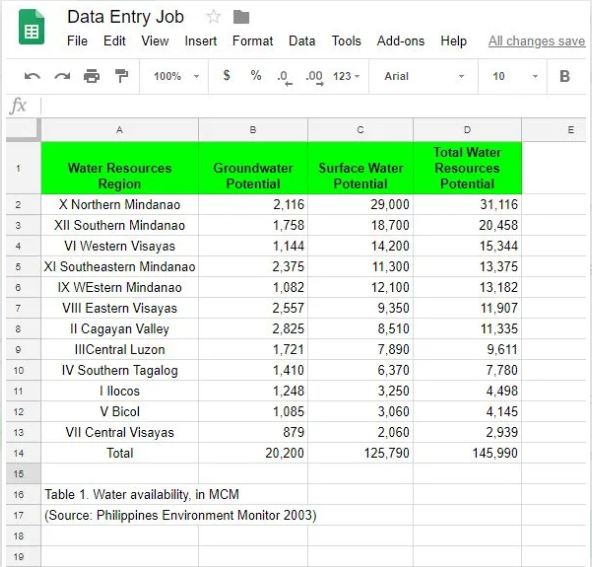 Data Entry Job
File Edit View Insert Format Data Tools Add-ons Help All changes save
100% $ % .0 .00 123 Arial 10 B
fx
A B C D E
1 Water Resources Region Groundwater Potential Surface Water Potential Total Water Resources Potential
2 X Northern Mindanao 2,116 29,000 31,116
3 XII Southern Mindanao 1,758 18,700 20,458
4 VI Western Visayas 1,144 14,200 15,344
5 XI Southeastern Mindanao 2,375 11,300 13,375
6 IX WEstern Mindanao 1,082 12,100 13,182
7 VIII Eastern Visayas 2,557 9,350 11,907
8 II Cagayan Valley 2,825 8,510 11,335
9 IIICentral Luzon 1,721 7,890 9,611
10 IV Southern Tagalog 1,410 6,370 7,780
11 I Ilocos 1,248 3,250 4,498
12 V Bicol 1,085 3,060 4,145
13 VII Central Visayas 879 2,060 2,939
14 Total 20,200 125,790 145,990
15
16 Table 1. Water availability, in MCM
17 (Source: Philippines Environment Monitor 2003)
18
19